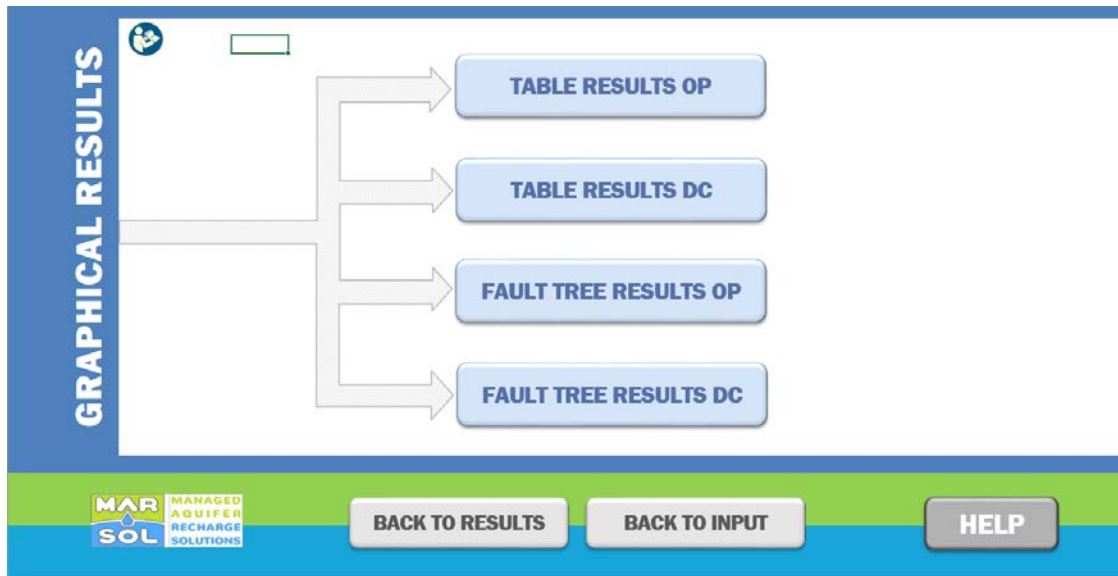 GRAPHICAL RESULTS
TABLE RESULTS OP
TABLE RESULTS DC
FAULT TREE RESULTS OP
FAULT TREE RESULTS DC
MAR
SOL
MANAGED
AQUIFER
RECHARGE
SOLUTIONS
BACK TO RESULTS
BACK TO INPUT
HELP